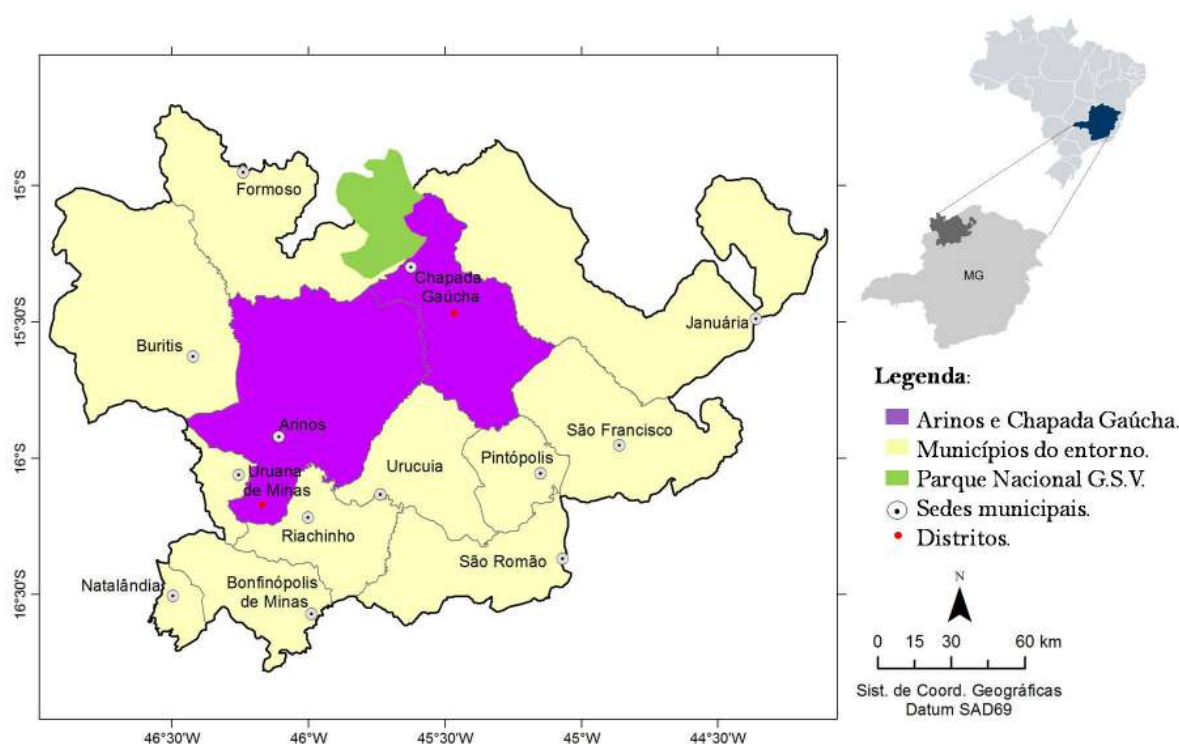 15°S
15°30'S
16°S
16°30'S
46°30'W
46°W
45°30'W
45°W
44°30'W
Formoso
Chapada
Gaúcha
Januária
Buritis
Arinos
São Francisco
Uruana
de Minas
Urucuia
Pintópolis
Riachinho
São Romão
Natalândia
Bonfinópolis
de Minas
MG
Legenda:
Arinos e Chapada Gaúcha.
Municípios do entorno.
Parque Nacional G.S.V.
Sedes municipais.
Distritos.
N
0 15 30 60 km
Sist. de Coord. Geográficas
Datum SAD69